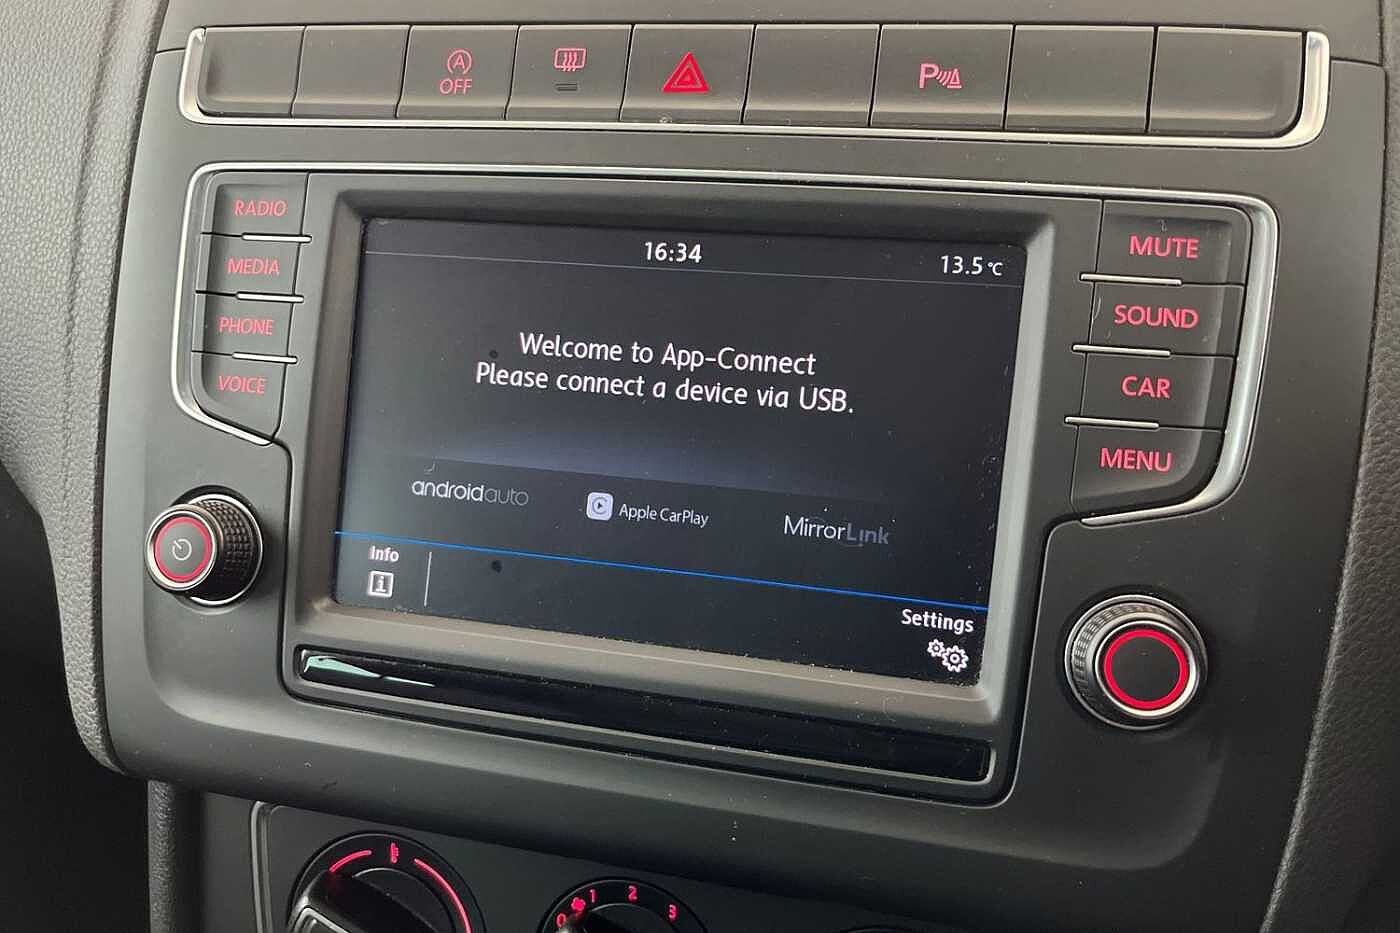 A
OFF
P
RADIO
MEDIA
PHONE
VOICE
16:34
13.5°C
Welcome to App-Connect
Please connect a device via USB.
androidauto
Apple CarPlay
MirrorLink
Info
i
Settings
MUTE
SOUND
CAR
MENU
0 1 2 3